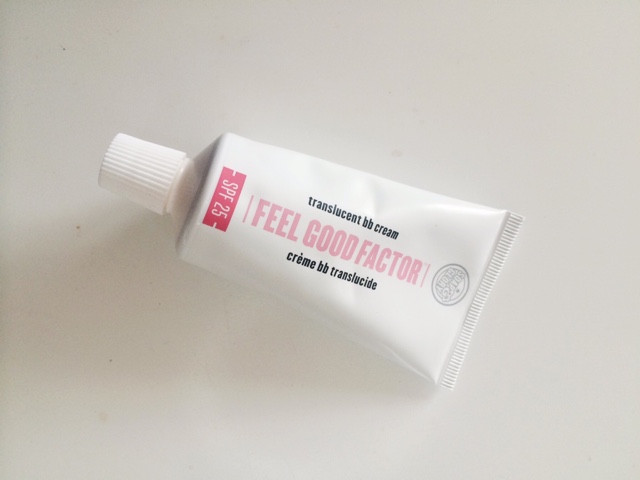 - SPF 25 -
translucent bb cream
FEEL GOOD FACTOR
crème bb translucide